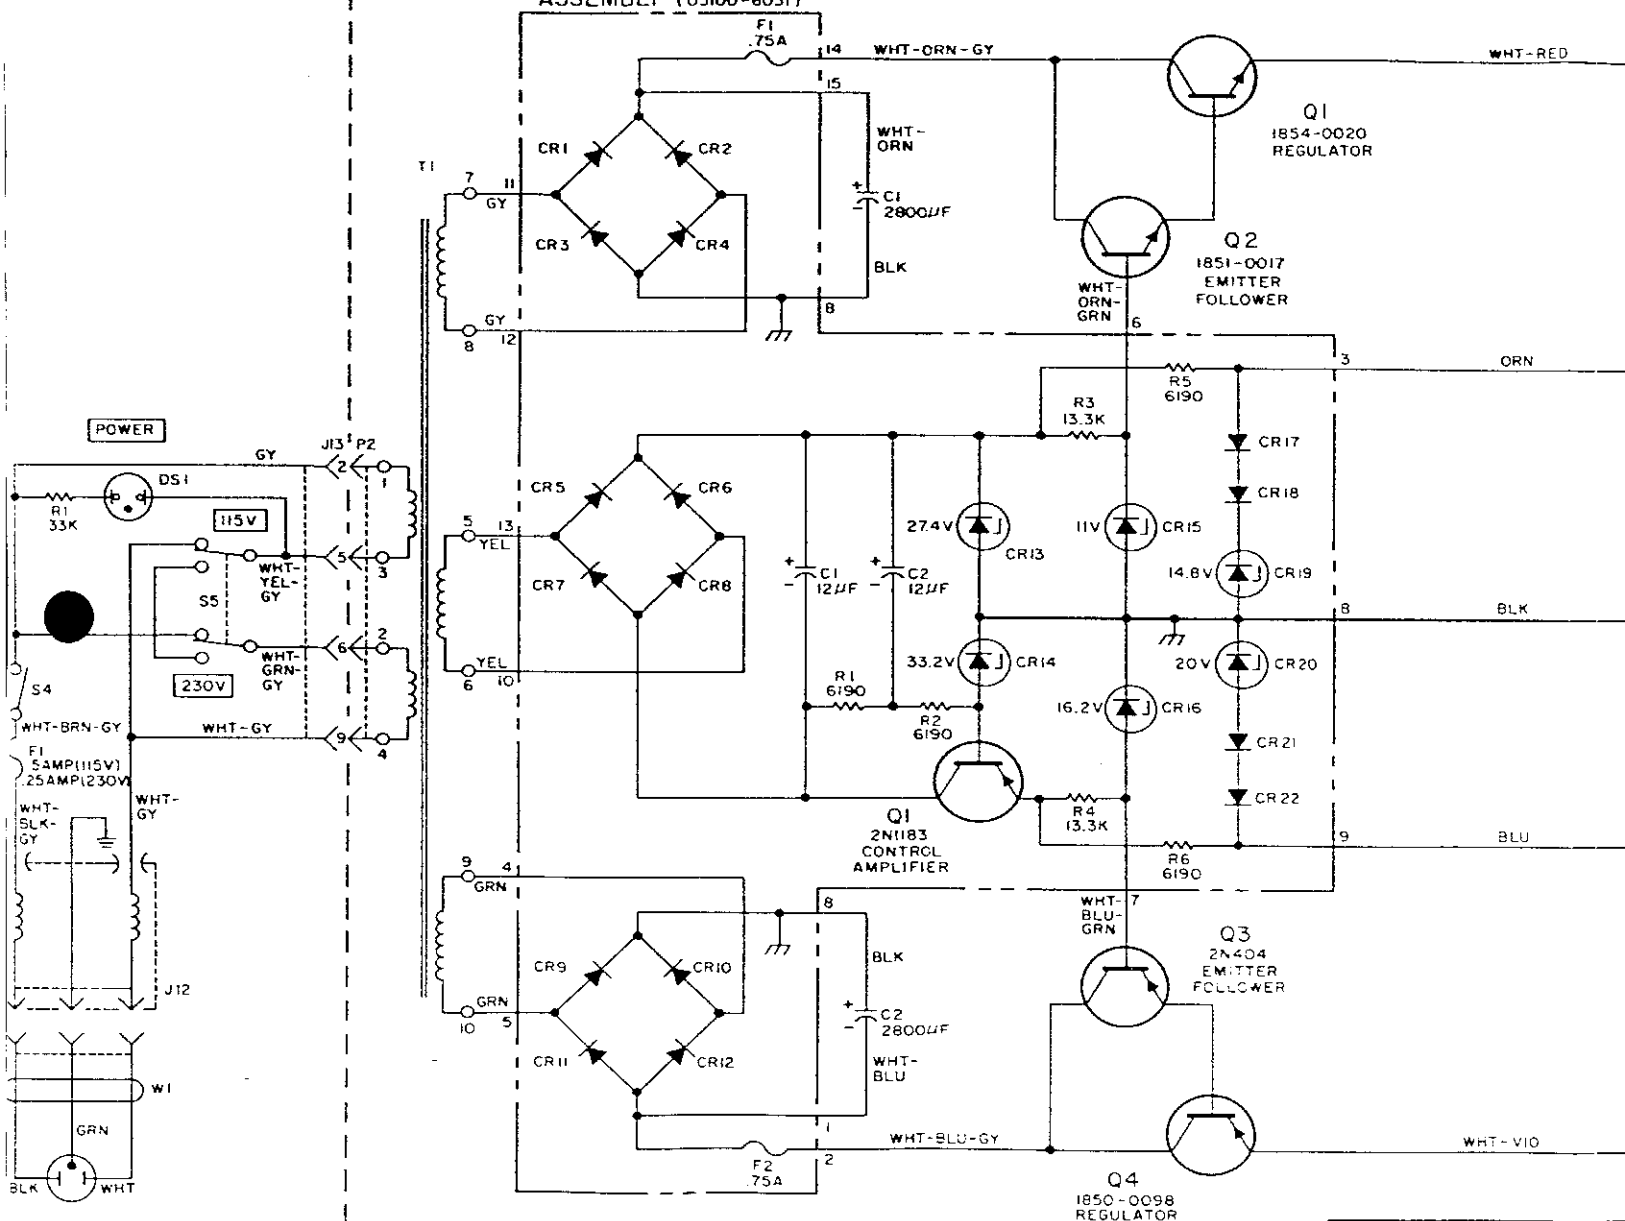 ASSEMBLY (05100-6051)
F1
.75A
14
WHT-ORN-GY
WHT-RED
15
Q1
1854-0020
REGULATOR
WHT-
ORN
CR1
CR2
T1
7
11
GY
+
-
C1
2800UF
CR3
CR4
Q2
1851-0017
EMITTER
FOLLOWER
BLK
WHT-
ORN-
GRN
8
GY
8
12
6
3
ORN
R5
6190
R3
13.3K
POWER
J13
P2
GY
2
1
CR17
DS1
R1
33K
115V
CR5
CR6
CR18
5
13
YEL
27.4V
CR13
11V
CR15
5
3
WHT-
YEL-
GY
S5
CR7
CR8
+
-
C1
12UF
+
-
C2
12UF
14.8V
CR19
8
BLK
2
6
WHT-
GRN-
GY
230V
S4
YEL
6
10
33.2V
CR14
20V
CR20
R1
6190
R2
6190
16.2V
CR16
WHT-BRN-GY
WHT-GY
9
4
CR21
F1
.5AMP(115V)
.25AMP(230V)
WHT-
BLK-
GY
WHT-
GY
CR22
Q1
2N1183
CONTROL
AMPLIFIER
R4
13.3K
9
BLU
R6
6190
9
4
GRN
8
WHT-
BLU-
GRN
7
Q3
2N404
EMITTER
FOLLOWER
BLK
CR9
CR10
J12
GRN
10
5
+
-
C2
2800UF
CR11
CR12
WHT-
BLU
W1
GRN
1
WHT-BLU-GY
2
WHT-VIO
F2
.75A
BLK
WHT
Q4
1850-0098
REGULATOR